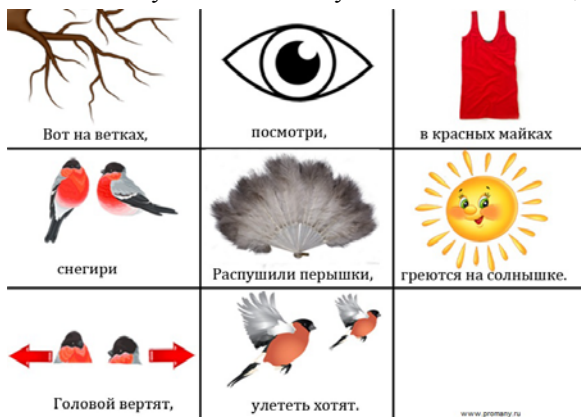 Вот на ветках,
посмотри,
в красных майках
снегири
Распушили перышки,
греются на солнышке.
Головой вертят,
улететь хотят.
www.promany.ru